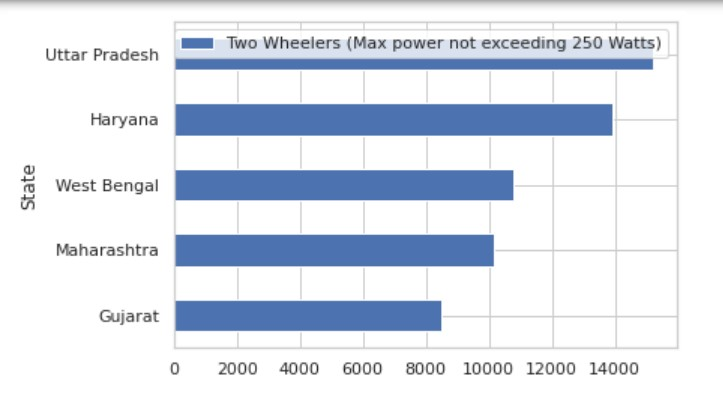 Two Wheelers (Max power not exceeding 250 Watts)
Uttar Pradesh
Haryana
West Bengal
Maharashtra
Gujarat
State
0 2000 4000 6000 8000 10000 12000 14000